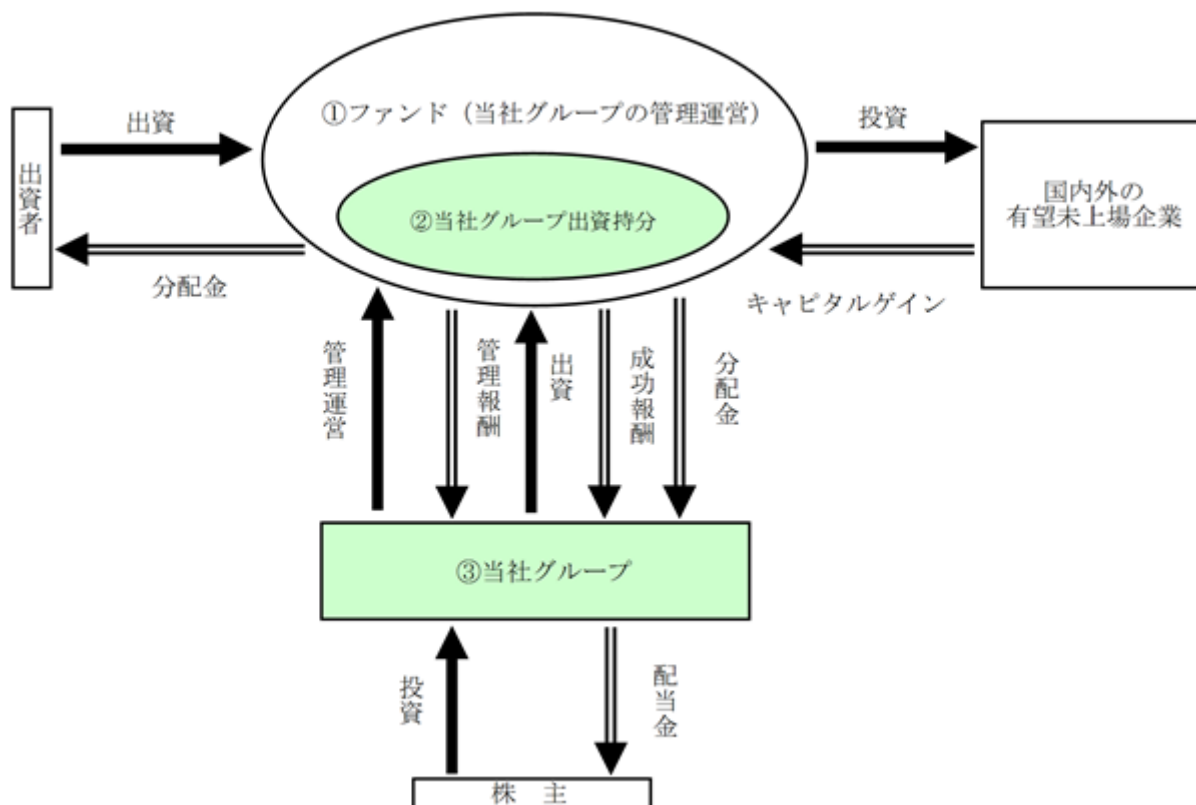 ①ファンド（当社グループの管理運営）
出資
投資
出資者
国内外の
有望未上場企業
②当社グループ出資持分
分配金
キャピタルゲイン
管理運営
管理報酬
出資
成功報酬
分配金
③当社グループ
投資
配当金
株　主